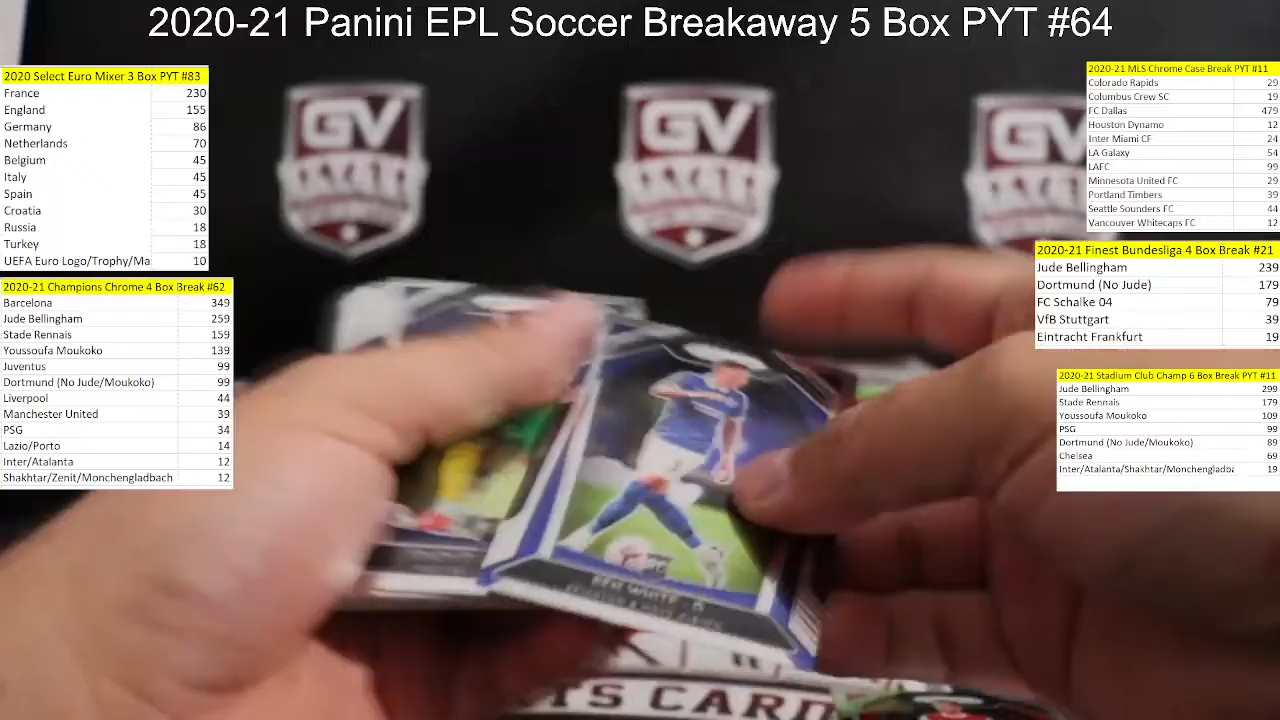 2020-21 Panini EPL Soccer Breakaway 5 Box PYT #64
2020 Select Euro Mixer 3 Box PYT #83
France 230
England 155
Germany 86
Netherlands 70
Belgium 45
Italy 45
Spain 45
Croatia 30
Russia 18
Turkey 18
UEFA Euro Logo/Trophy/Ma 10
2020-21 Champions Chrome 4 Box Break #62
Barcelona 349
Jude Bellingham 259
Stade Rennais 159
Youssoufa Moukoko 139
Juventus 99
Dortmund (No Jude/Moukoko) 99
Liverpool 44
Manchester United 39
PSG 34
Lazio/Porto 14
Inter/Atalanta 12
Shakhtar/Zenit/Monchengladbach 12
2020-21 MLS Chrome Case Break PYT #11
Colorado Rapids 29
Columbus Crew SC 19
FC Dallas 479
Houston Dynamo 12
Inter Miami CF 24
LA Galaxy 54
LAFC 99
Minnesota United FC 29
Portland Timbers 39
Seattle Sounders FC 44
Vancouver Whitecaps FC 12
2020-21 Finest Bundesliga 4 Box Break #21
Jude Bellingham 239
Dortmund (No Jude) 179
FC Schalke 04 79
VfB Stuttgart 39
Eintracht Frankfurt 19
2020-21 Stadium Club Champ 6 Box Break PYT #11
Jude Bellingham 299
Stade Rennais 179
Youssoufa Moukoko 109
PSG 99
Dortmund (No Jude/Moukoko) 89
Chelsea 69
Inter/Atalanta/Shakhtar/Monchengladba 19
GV
GV
GV
BEN WHITE
TS CARD